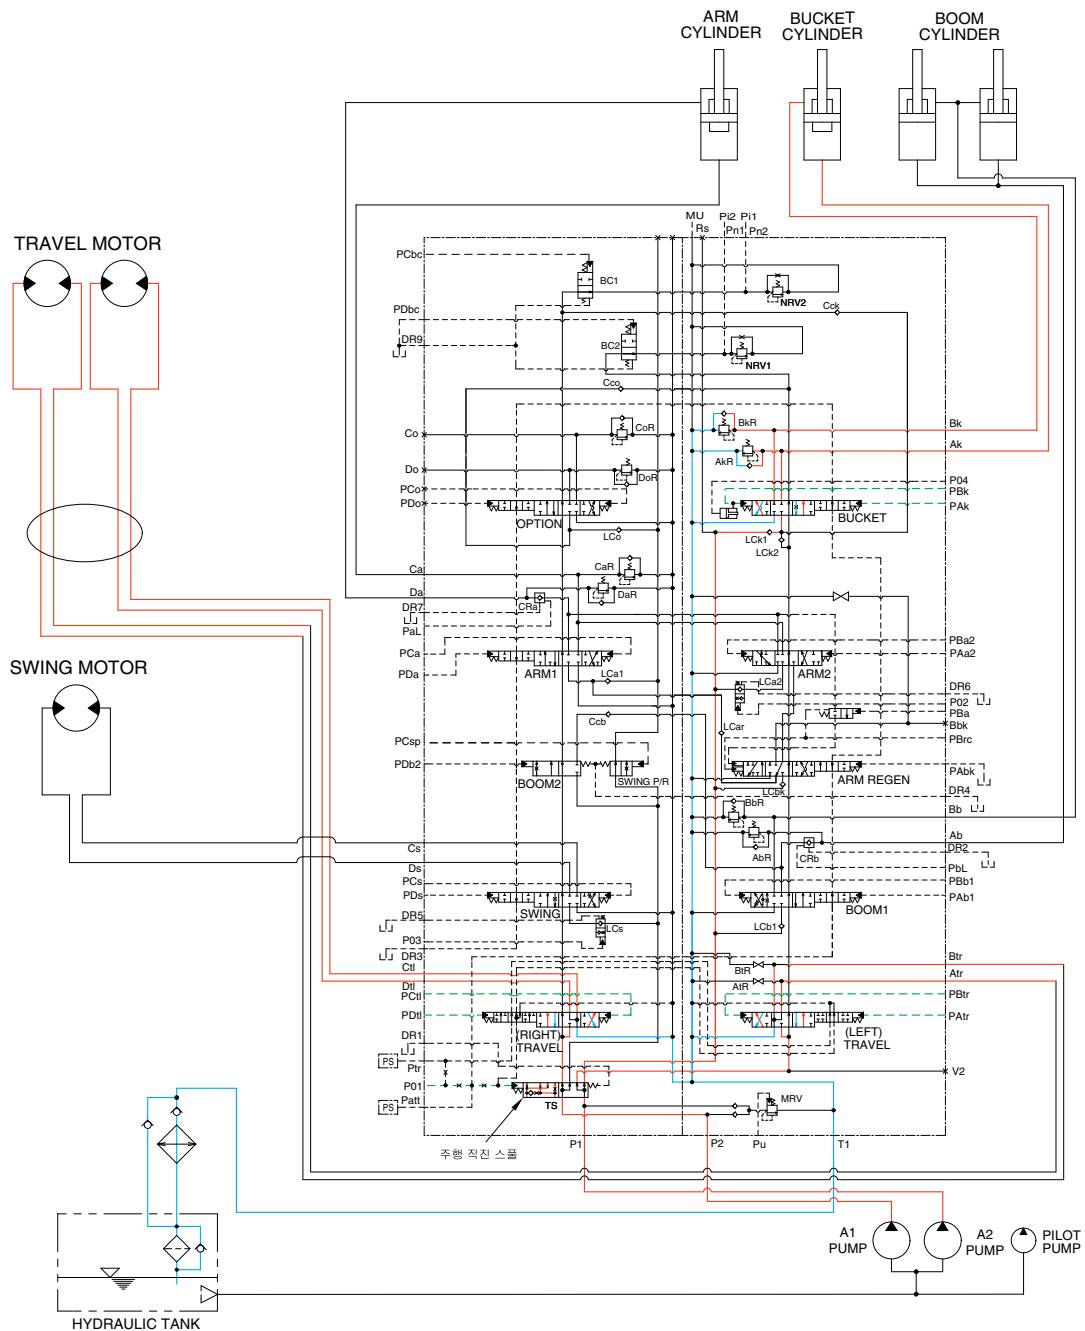 ARM
CYLINDER
BUCKET
CYLINDER
BOOM
CYLINDER
TRAVEL MOTOR
SWING MOTOR
MU
Rs
Pi2
Pn1
Pi1
Pn2
PCbc
BC1
NRV2
Cck
PDbc
DR9
BC2
NRV1
Cco
Co
CoR
BkR
Bk
Ak
Do
DoR
AkR
PCo
PDo
OPTION
P04
PBk
PAk
BUCKET
LCo
LCk1
LCk2
Ca
CaR
Da
DaR
DR7
CRa
PaL
PCa
PDa
ARM1
LCa1
PBa2
PAa2
ARM2
LCa2
DR6
P02
PBa
Bbk
Ccb
LCar
PCsp
PDb2
BOOM2
SWING P/R
PBrc
PAbk
ARM REGEN
LCbk
DR4
BbR
Bb
AbR
CRb
Ab
DR2
PbL
Cs
Ds
PCs
PDs
SWING
PBb1
PAb1
BOOM1
DR5
LCs
LCb1
P03
DR3
Ctl
BtR
Btr
AtR
Atr
Dtl
PCtl
PDtl
(RIGHT)
TRAVEL
PBtr
PAtr
(LEFT)
TRAVEL
DR1
PS
Ptr
P01
Patt
PS
TS
V2
MRV
주행 직진 스풀
P1
P2
Pu
T1
A1
PUMP
A2
PUMP
PILOT
PUMP
HYDRAULIC TANK